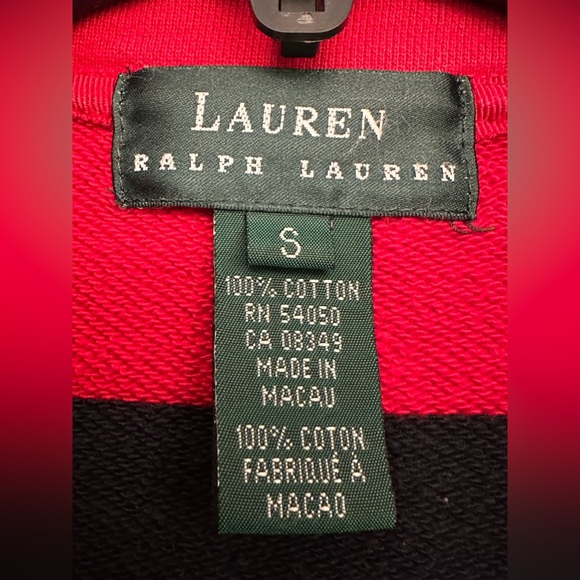 LAUREN
RALPH LAUREN
S
100% COTTON
RN 54050
CA 08349
MADE IN
MACAU
100% COTON
FABRIQUÉ À
MACAO